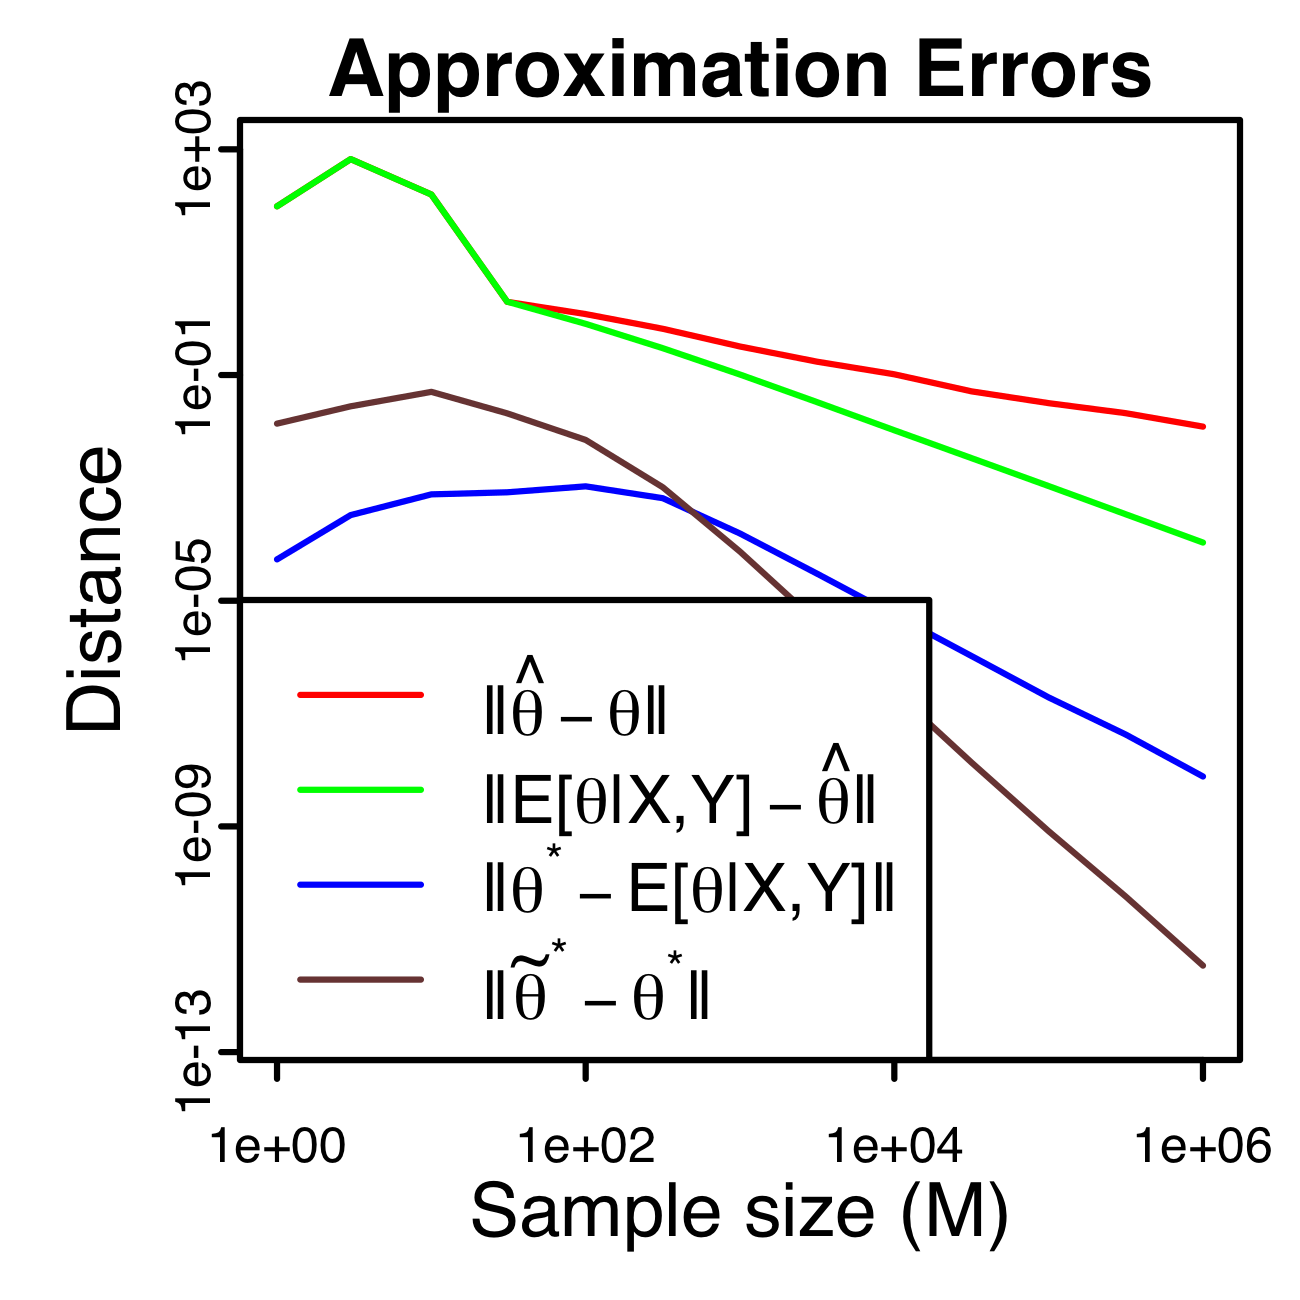 Approximation Errors
Distance
1e+03
1e-01
1e-05
1e-09
1e-13
||θ̂ – θ||
||E[θ|X,Y] – θ̂||
||θ* – E[θ|X,Y]||
||θ̃* – θ*||
1e+00 1e+02 1e+04 1e+06
Sample size (M)